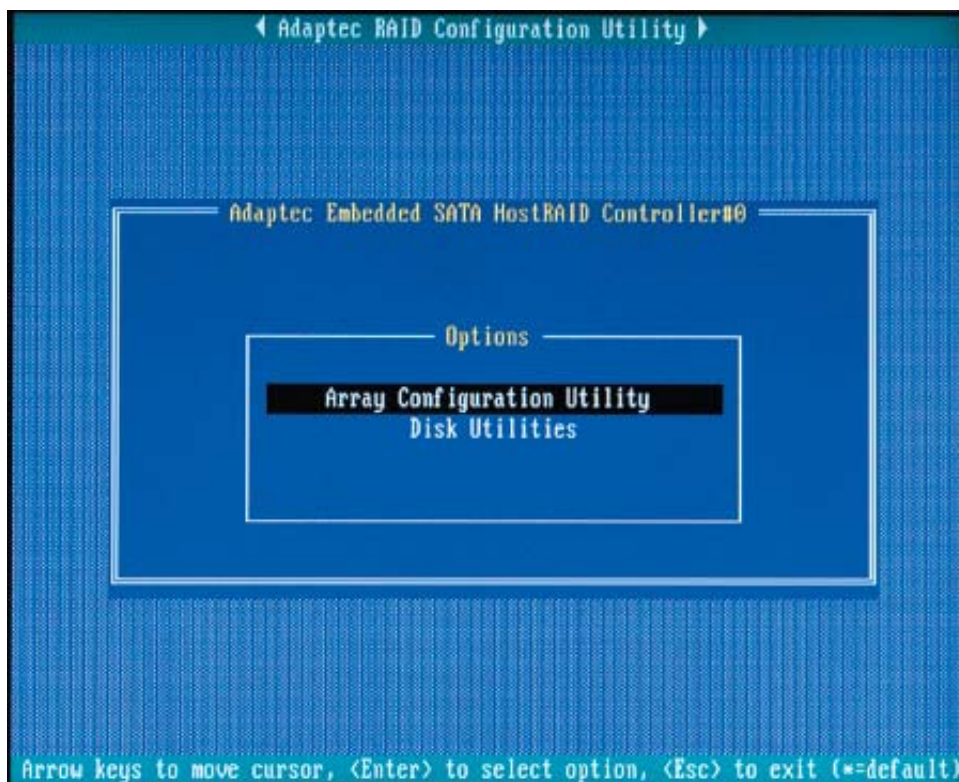 Adaptec RAID Configuration Utility
Adaptec Embedded SATA HostRAID Controller#0
Options
Array Configuration Utility
Disk Utilities
Arrow keys to move cursor, <Enter> to select option, <Esc> to exit (*=default)